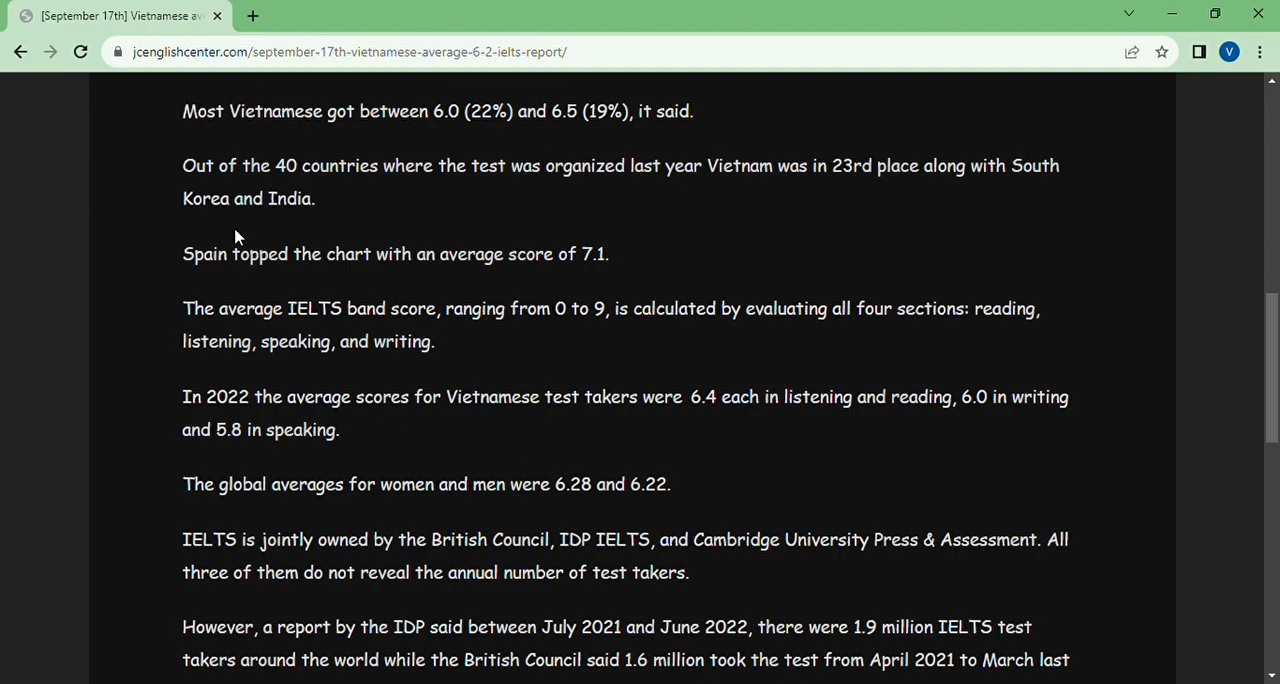 [September 17th] Vietnamese av
jcenglishcenter.com/september-17th-vietnamese-average-6-2-ielts-report/
V
Most Vietnamese got between 6.0 (22%) and 6.5 (19%), it said.
Out of the 40 countries where the test was organized last year Vietnam was in 23rd place along with South
Korea and India.
Spain topped the chart with an average score of 7.1.
The average IELTS band score, ranging from 0 to 9, is calculated by evaluating all four sections: reading,
listening, speaking, and writing.
In 2022 the average scores for Vietnamese test takers were 6.4 each in listening and reading, 6.0 in writing
and 5.8 in speaking.
The global averages for women and men were 6.28 and 6.22.
IELTS is jointly owned by the British Council, IDP IELTS, and Cambridge University Press & Assessment. All
three of them do not reveal the annual number of test takers.
However, a report by the IDP said between July 2021 and June 2022, there were 1.9 million IELTS test
takers around the world while the British Council said 1.6 million took the test from April 2021 to March last